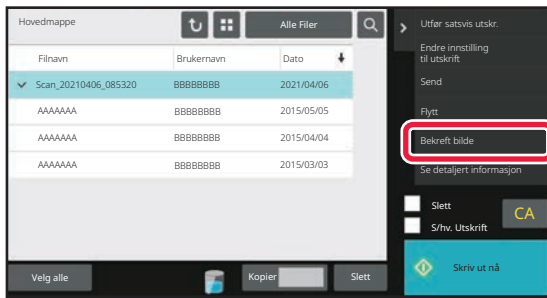 Hovedmappe
Alle Filer
Filnavn Brukernavn Dato
Scan_20210406_085320 BBBBBBBB 2021/04/06
AAAAAAA BBBBBBBB 2015/05/05
AAAAAAA BBBBBBBB 2015/04/04
AAAAAAA BBBBBBBB 2015/03/03
Velg alle
Kopier
Slett
Utfør satsvis utskr.
Endre innstilling
til utskrift
Send
Flytt
Bekreft bilde
Se detaljert informasjon
Slett
S/hv. Utskrift
CA
Skriv ut nå